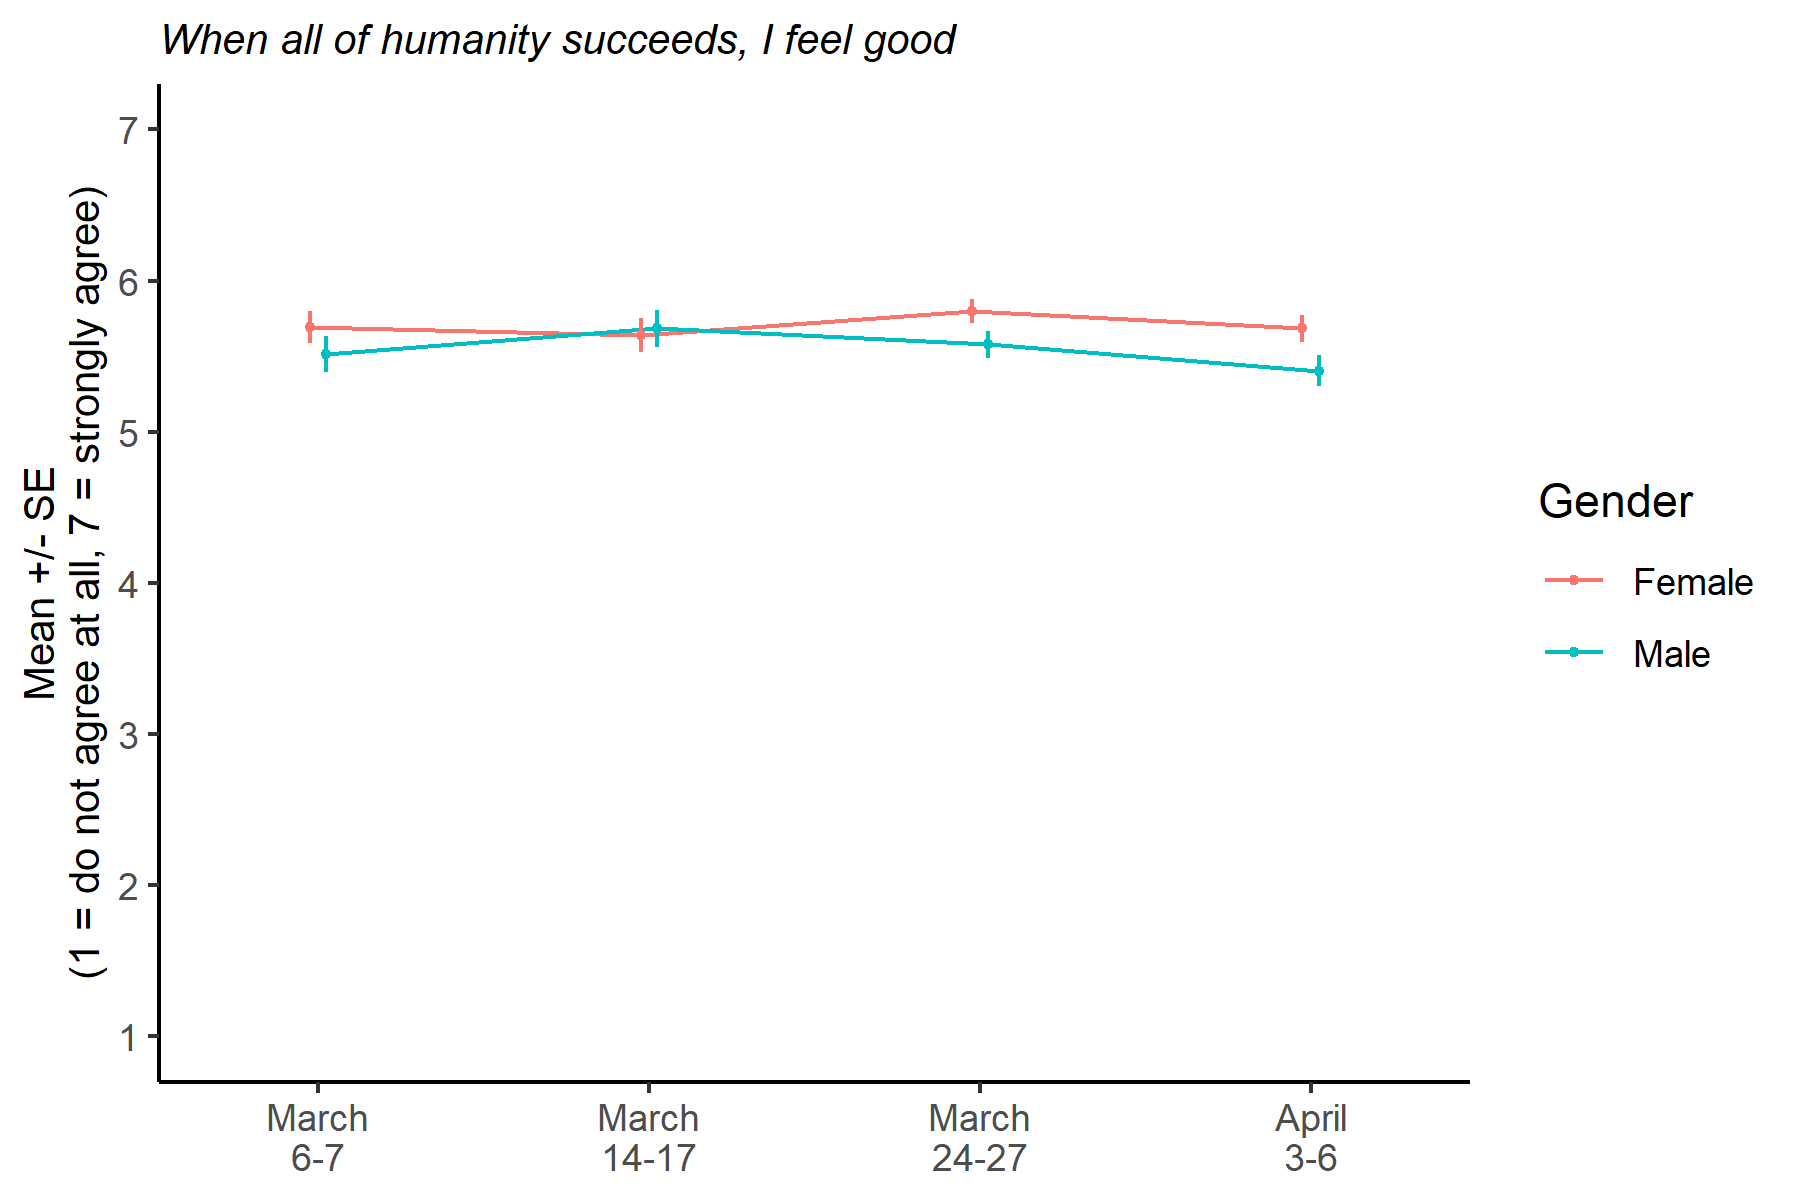 When all of humanity succeeds, I feel good
Mean +/- SE
(1 = do not agree at all, 7 = strongly agree)
7
6
5
4
3
2
1
March
6-7
March
14-17
March
24-27
April
3-6
Gender
Female
Male